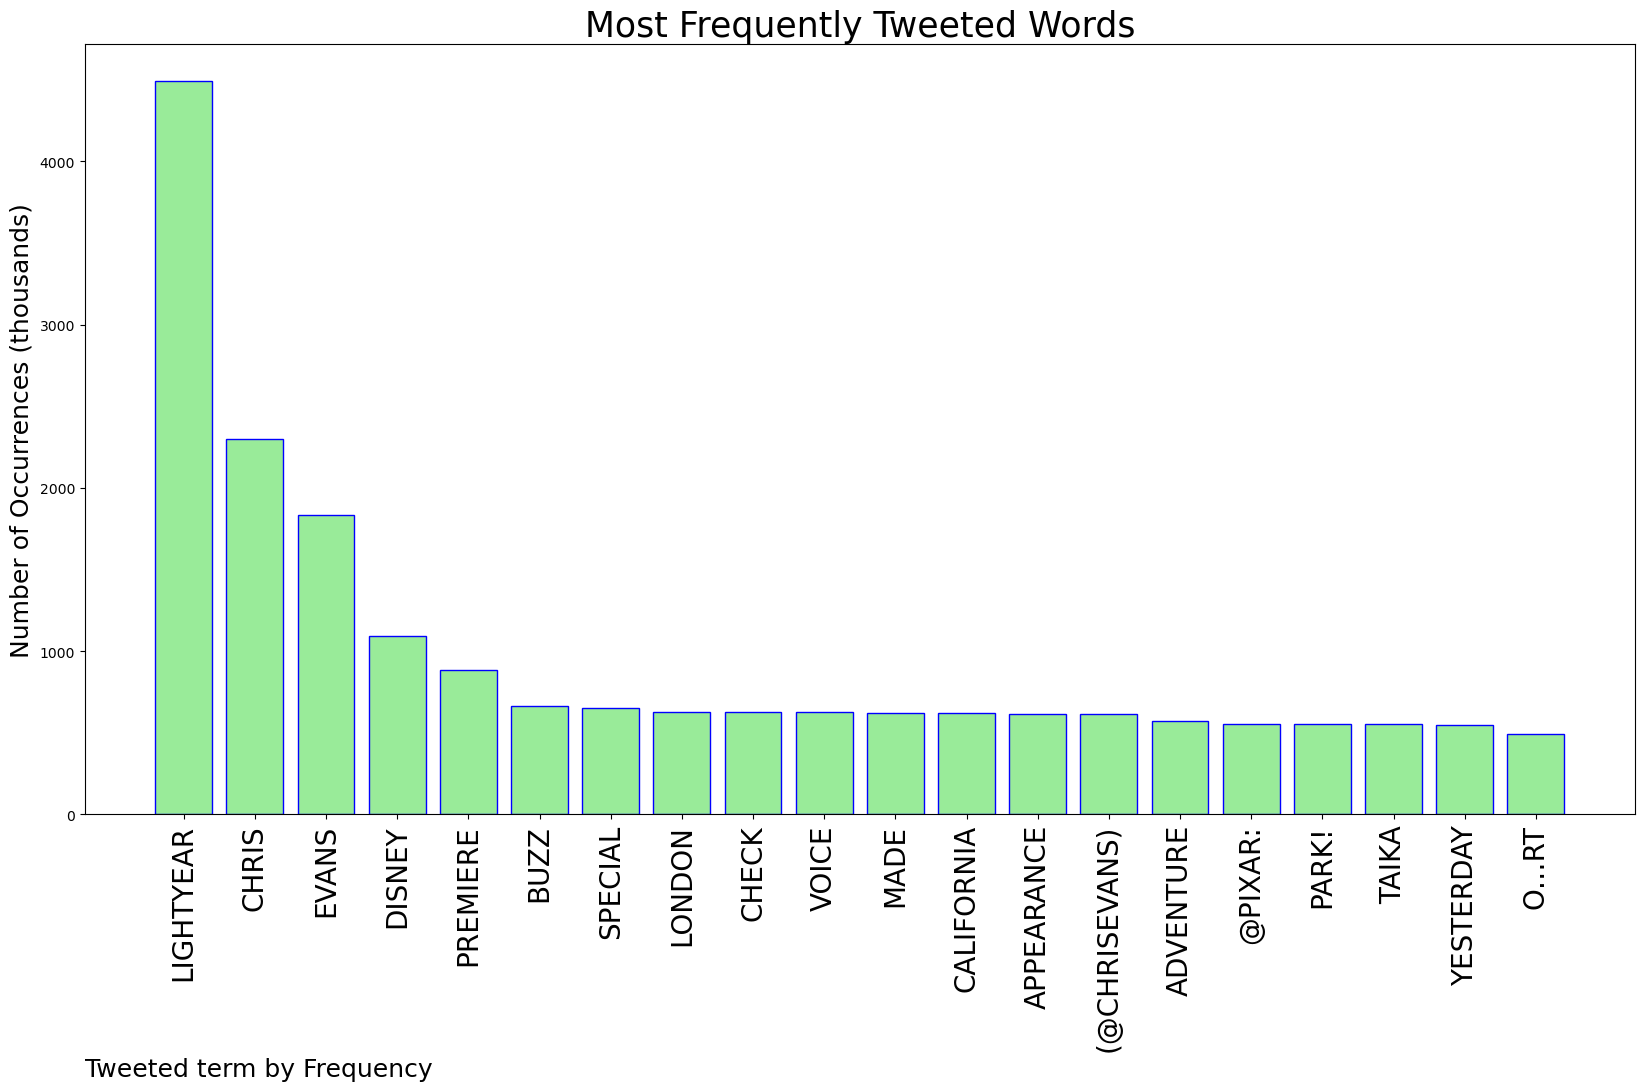 Most Frequently Tweeted Words
Number of Occurrences (thousands)
4000
3000
2000
1000
0
LIGHTYEAR
CHRIS
EVANS
DISNEY
PREMIERE
BUZZ
SPECIAL
LONDON
CHECK
VOICE
MADE
CALIFORNIA
APPEARANCE
(@CHRISEVANS)
ADVENTURE
@PIXAR:
PARK!
TAIKA
YESTERDAY
O…RT
Tweeted term by Frequency